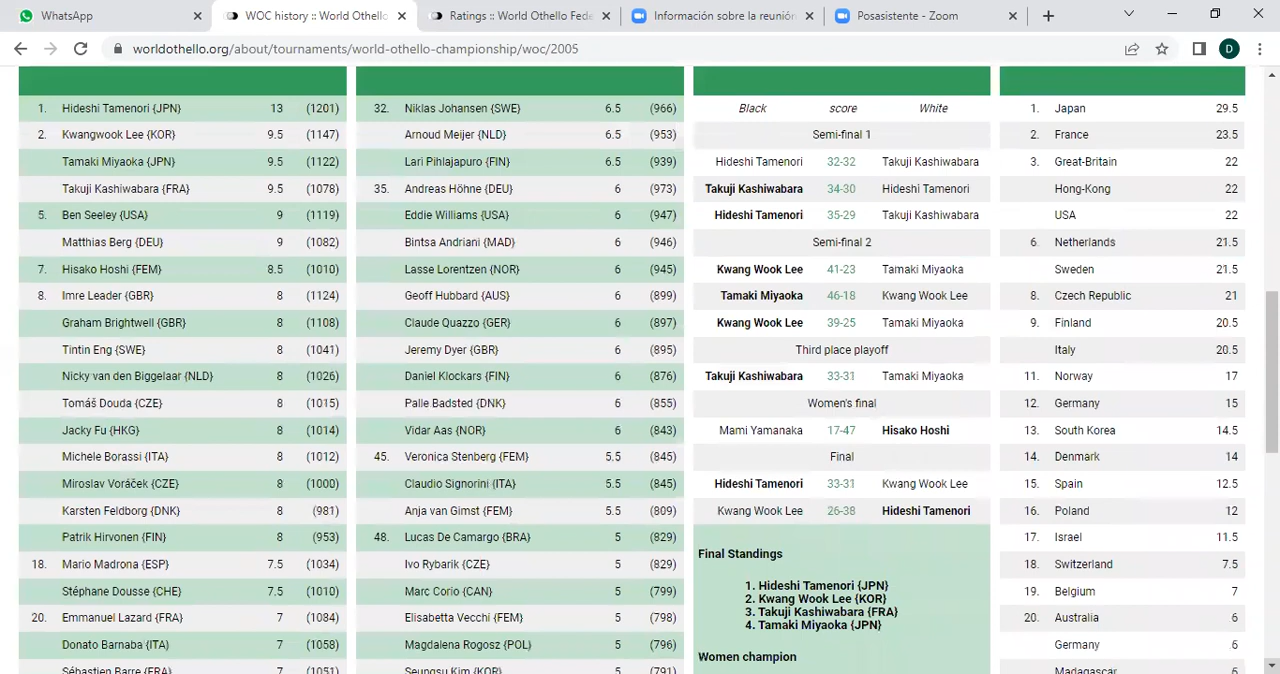 WhatsApp
WOC history :: World Othello
Ratings :: World Othello Fede
Información sobre la reunión
Posasistente - Zoom
worldothello.org/about/tournaments/world-othello-championship/woc/2005
D
1. Hideshi Tamenori {JPN} 13 (1201)
2. Kwangwook Lee {KOR} 9.5 (1147)
Tamaki Miyaoka {JPN} 9.5 (1122)
Takuji Kashiwabara {FRA} 9.5 (1078)
5. Ben Seeley {USA} 9 (1119)
Matthias Berg {DEU} 9 (1082)
7. Hisako Hoshi {FEM} 8.5 (1010)
8. Imre Leader {GBR} 8 (1124)
Graham Brightwell {GBR} 8 (1108)
Tintin Eng {SWE} 8 (1041)
Nicky van den Biggelaar {NLD} 8 (1026)
Tomáš Douda {CZE} 8 (1015)
Jacky Fu {HKG} 8 (1014)
Michele Borassi {ITA} 8 (1012)
Miroslav Voráček {CZE} 8 (1000)
Karsten Feldborg {DNK} 8 (981)
Patrik Hirvonen {FIN} 8 (953)
18. Mario Madrona {ESP} 7.5 (1034)
Stéphane Dousse {CHE} 7.5 (1010)
20. Emmanuel Lazard {FRA} 7 (1084)
Donato Barnaba {ITA} 7 (1058)
Sébastien Barre {FRA} 7 (1051)
32. Niklas Johansen {SWE} 6.5 (966)
Arnoud Meijer {NLD} 6.5 (953)
Lari Pihlajapuro {FIN} 6.5 (939)
35. Andreas Höhne {DEU} 6 (973)
Eddie Williams {USA} 6 (947)
Bintsa Andriani {MAD} 6 (946)
Lasse Lorentzen {NOR} 6 (945)
Geoff Hubbard {AUS} 6 (899)
Claude Quazzo {GER} 6 (897)
Jeremy Dyer {GBR} 6 (895)
Daniel Klockars {FIN} 6 (876)
Palle Badsted {DNK} 6 (855)
Vidar Aas {NOR} 6 (843)
45. Veronica Stenberg {FEM} 5.5 (845)
Claudio Signorini {ITA} 5.5 (845)
Anja van Gimst {FEM} 5.5 (809)
48. Lucas De Camargo {BRA} 5 (829)
Ivo Rybarik {CZE} 5 (829)
Marc Corio {CAN} 5 (799)
Elisabetta Vecchi {FEM} 5 (798)
Magdalena Rogosz {POL} 5 (796)
Seungsu Kim {KOR} 5 (791)
Black score White
Semi-final 1
Hideshi Tamenori 32-32 Takuji Kashiwabara
Takuji Kashiwabara 34-30 Hideshi Tamenori
Hideshi Tamenori 35-29 Takuji Kashiwabara
Semi-final 2
Kwang Wook Lee 41-23 Tamaki Miyaoka
Tamaki Miyaoka 46-18 Kwang Wook Lee
Kwang Wook Lee 39-25 Tamaki Miyaoka
Third place playoff
Takuji Kashiwabara 33-31 Tamaki Miyaoka
Women's final
Mami Yamanaka 17-47 Hisako Hoshi
Final
Hideshi Tamenori 33-31 Kwang Wook Lee
Kwang Wook Lee 26-38 Hideshi Tamenori
Final Standings
1. Hideshi Tamenori {JPN}
2. Kwang Wook Lee {KOR}
3. Takuji Kashiwabara {FRA}
4. Tamaki Miyaoka {JPN}
Women champion
1. Japan 29.5
2. France 23.5
3. Great-Britain 22
Hong-Kong 22
USA 22
6. Netherlands 21.5
Sweden 21.5
8. Czech Republic 21
9. Finland 20.5
Italy 20.5
11. Norway 17
12. Germany 15
13. South Korea 14.5
14. Denmark 14
15. Spain 12.5
16. Poland 12
17. Israel 11.5
18. Switzerland 7.5
19. Belgium 7
20. Australia 6
Germany 6
Madagascar 6